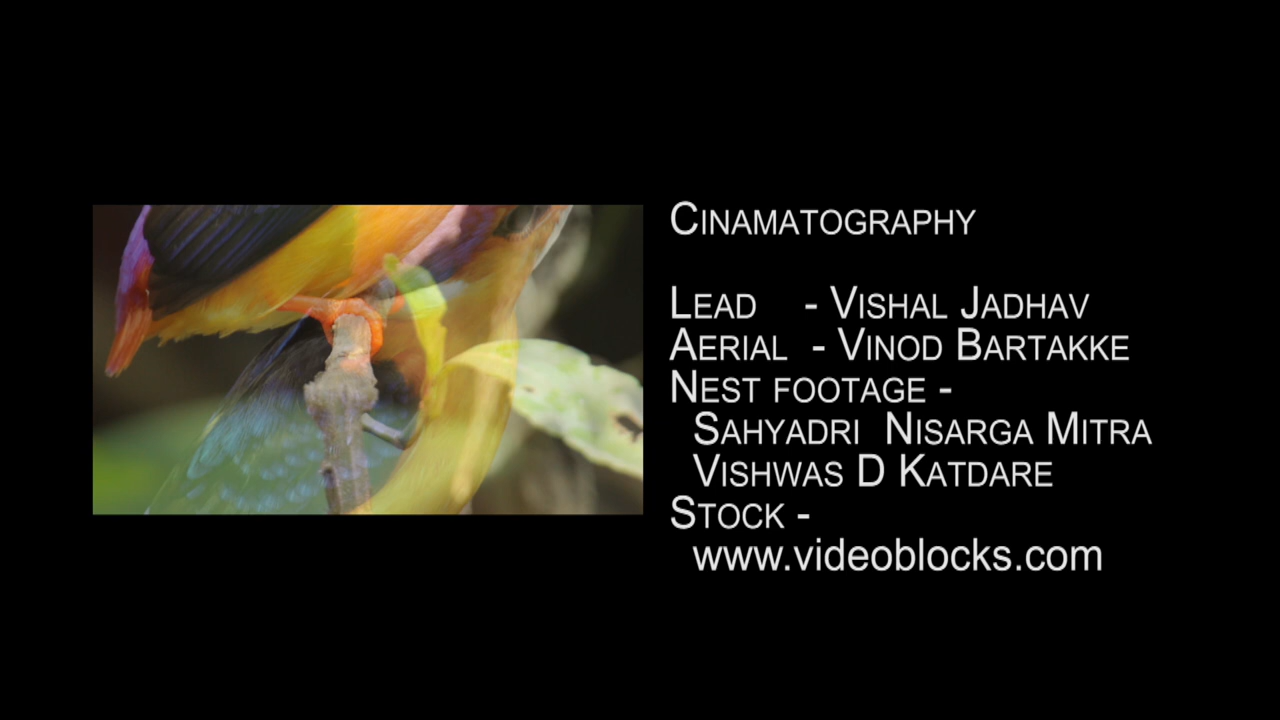 CINAMATOGRAPHY
LEAD - VISHAL JADHAV
AERIAL - VINOD BARTAKKE
NEST FOOTAGE -
SAHYADRI NISARGA MITRA
VISHWAS D KATDARE
STOCK -
www.videoblocks.com